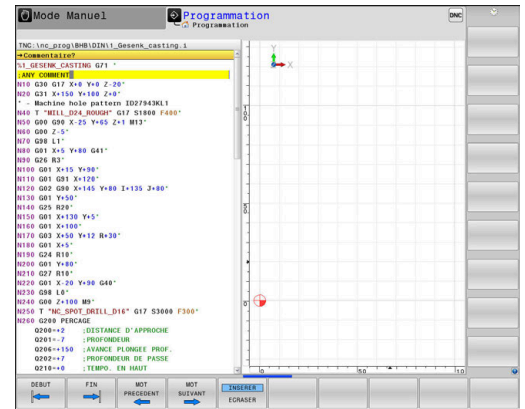 Mode Manuel
Programmation
Programmation
DNC
TNC:\nc_prog\BHB\DIN\1_Gesenk_casting.i
→Commentaire?
%1_GESENK_CASTING G71 *
;ANY COMMENT
N10 G30 G17 X+0 Y+0 Z-20*
N20 G31 X+150 Y+100 Z+0*
* - Machine hole pattern ID27943KL1
N40 T "MILL_D24_ROUGH" G17 S1800 F400*
N50 G00 G90 X-25 Y+65 Z+1 M13*
N60 G00 Z-5*
N70 G98 L1*
N80 G01 X+5 Y+80 G41*
N90 G26 R3*
N100 G01 X+15 Y+90*
N110 G01 G91 X+120*
N120 G02 G90 X+145 Y+80 I+135 J+80*
N130 G01 Y+50*
N140 G25 R20*
N150 G01 X+130 Y+5*
N160 G01 X+100*
N170 G03 X+50 Y+12 R+30*
N180 G01 X+5*
N190 G24 R10*
N200 G01 Y+80*
N210 G27 R10*
N220 G01 X-20 Y+90 G40*
N230 G98 L0*
N240 G00 Z+100 M9*
N250 T "NC_SPOT_DRILL_D16" G17 S3000 F300*
N260 G200 PERCAGE
Q200=+2 ;DISTANCE D'APPROCHE
Q201=-7 ;PROFONDEUR
Q206=+150 ;AVANCE PLONGEE PROF.
Q202=+7 ;PROFONDEUR DE PASSE
Q210=+0 ;TEMPO. EN HAUT
Y
X
100
50
0
0
50
10
DEBUT
FIN
MOT PRECEDENT
MOT SUIVANT
INSERER
ECRASER